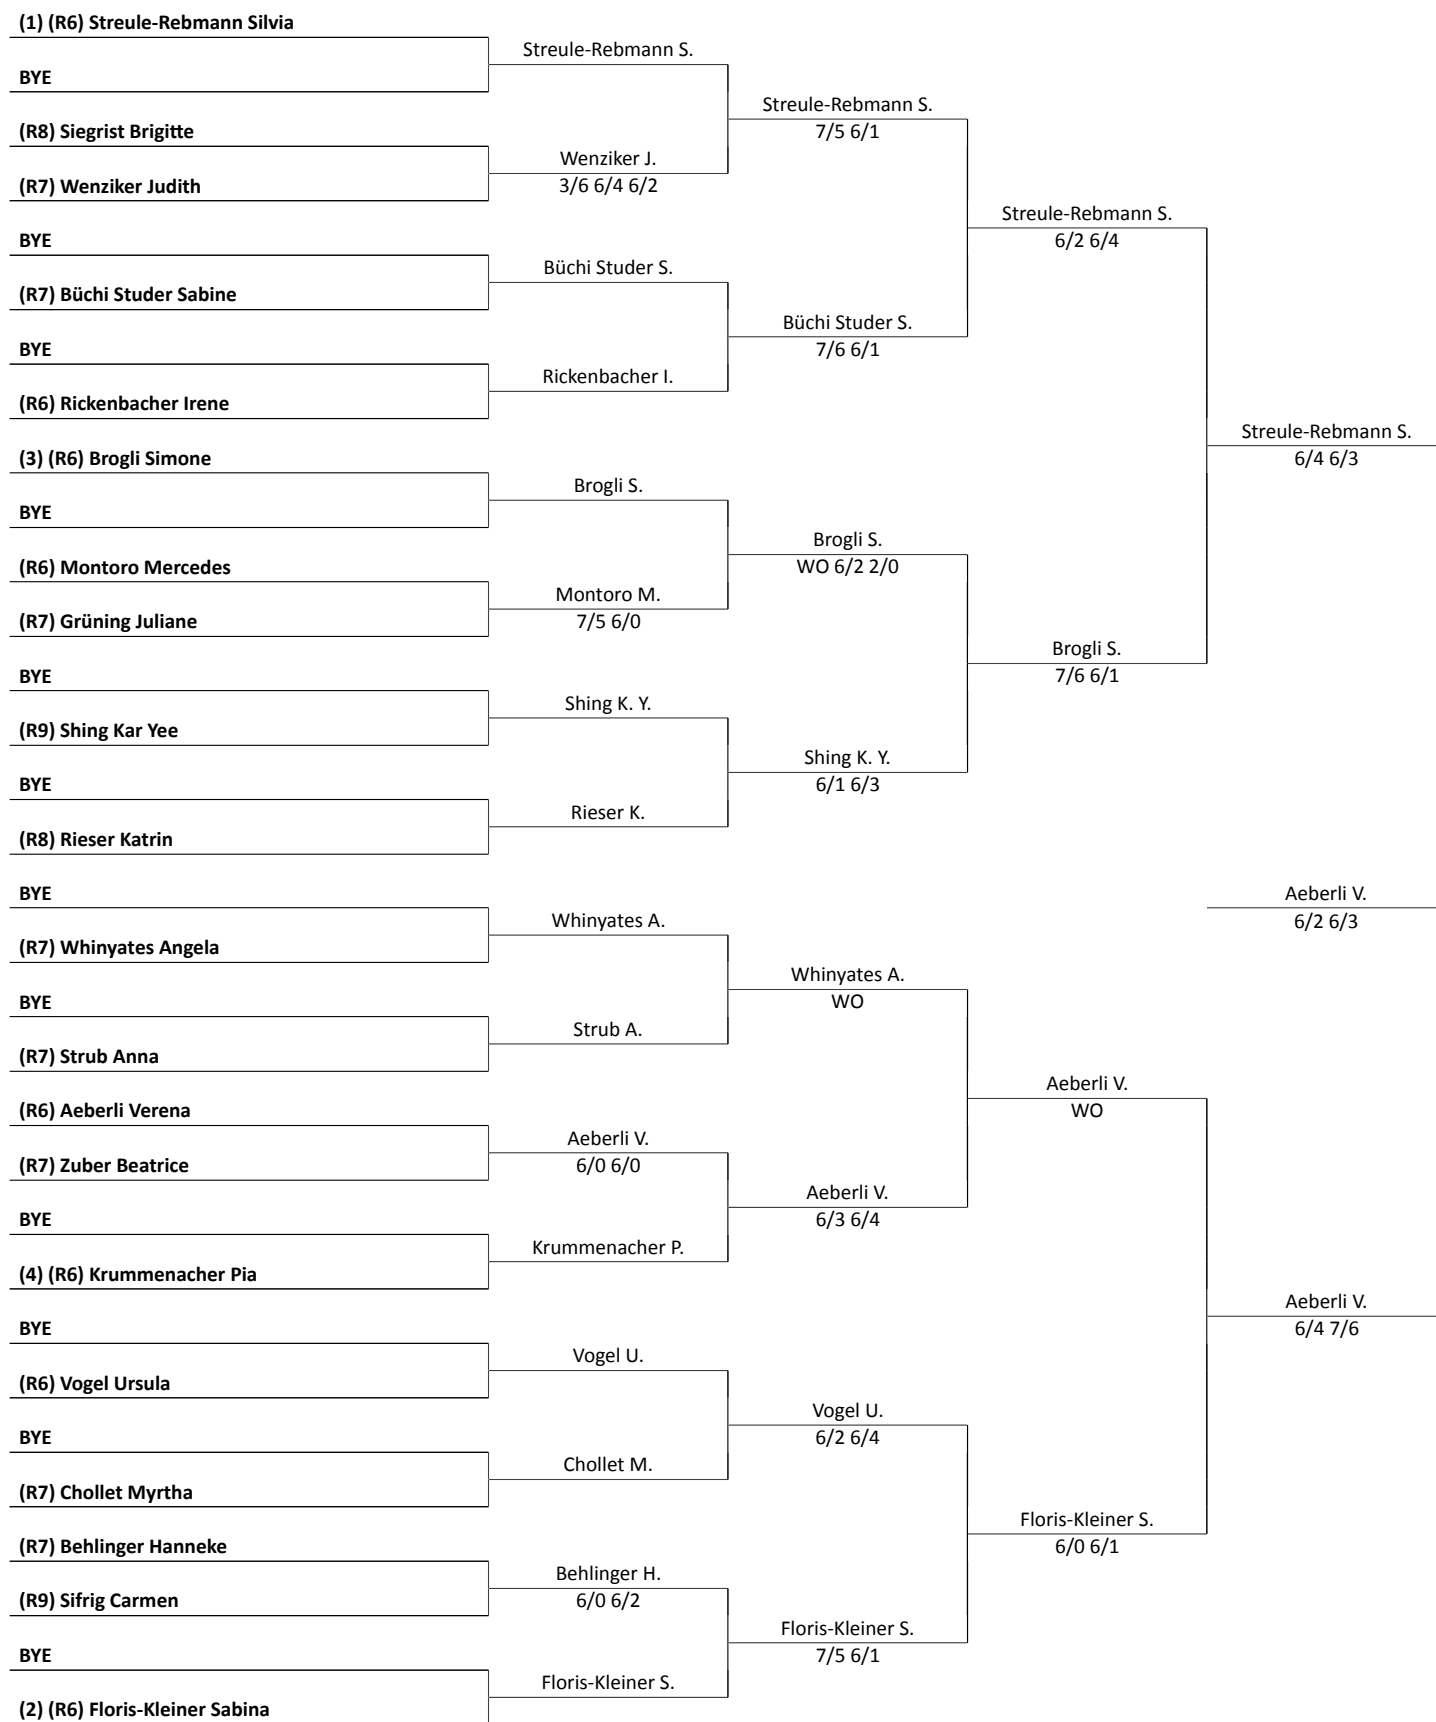 (1) (R6) Streule-Rebmann Silvia
Streule-Rebmann S.
BYE
Streule-Rebmann S.
7/5 6/1
(R8) Siegrist Brigitte
Wenziker J.
3/6 6/4 6/2
(R7) Wenziker Judith
Streule-Rebmann S.
6/2 6/4
BYE
Büchi Studer S.
(R7) Büchi Studer Sabine
Büchi Studer S.
7/6 6/1
BYE
Rickenbacher I.
(R6) Rickenbacher Irene
Streule-Rebmann S.
6/4 6/3
(3) (R6) Brogli Simone
Brogli S.
BYE
Brogli S.
WO 6/2 2/0
(R6) Montoro Mercedes
Montoro M.
7/5 6/0
(R7) Grüning Juliane
Brogli S.
7/6 6/1
BYE
Shing K. Y.
(R9) Shing Kar Yee
Shing K. Y.
6/1 6/3
BYE
Rieser K.
(R8) Rieser Katrin
BYE
Aeberli V.
6/2 6/3
Whinyates A.
(R7) Whinyates Angela
Whinyates A.
WO
BYE
Strub A.
(R7) Strub Anna
Aeberli V.
WO
(R6) Aeberli Verena
Aeberli V.
6/0 6/0
(R7) Zuber Beatrice
Aeberli V.
6/3 6/4
BYE
Krummenacher P.
(4) (R6) Krummenacher Pia
Aeberli V.
6/4 7/6
BYE
Vogel U.
(R6) Vogel Ursula
Vogel U.
6/2 6/4
BYE
Chollet M.
(R7) Chollet Myrtha
Floris-Kleiner S.
6/0 6/1
(R7) Behlinger Hanneke
Behlinger H.
6/0 6/2
(R9) Sifrig Carmen
Floris-Kleiner S.
7/5 6/1
BYE
Floris-Kleiner S.
(2) (R6) Floris-Kleiner Sabina